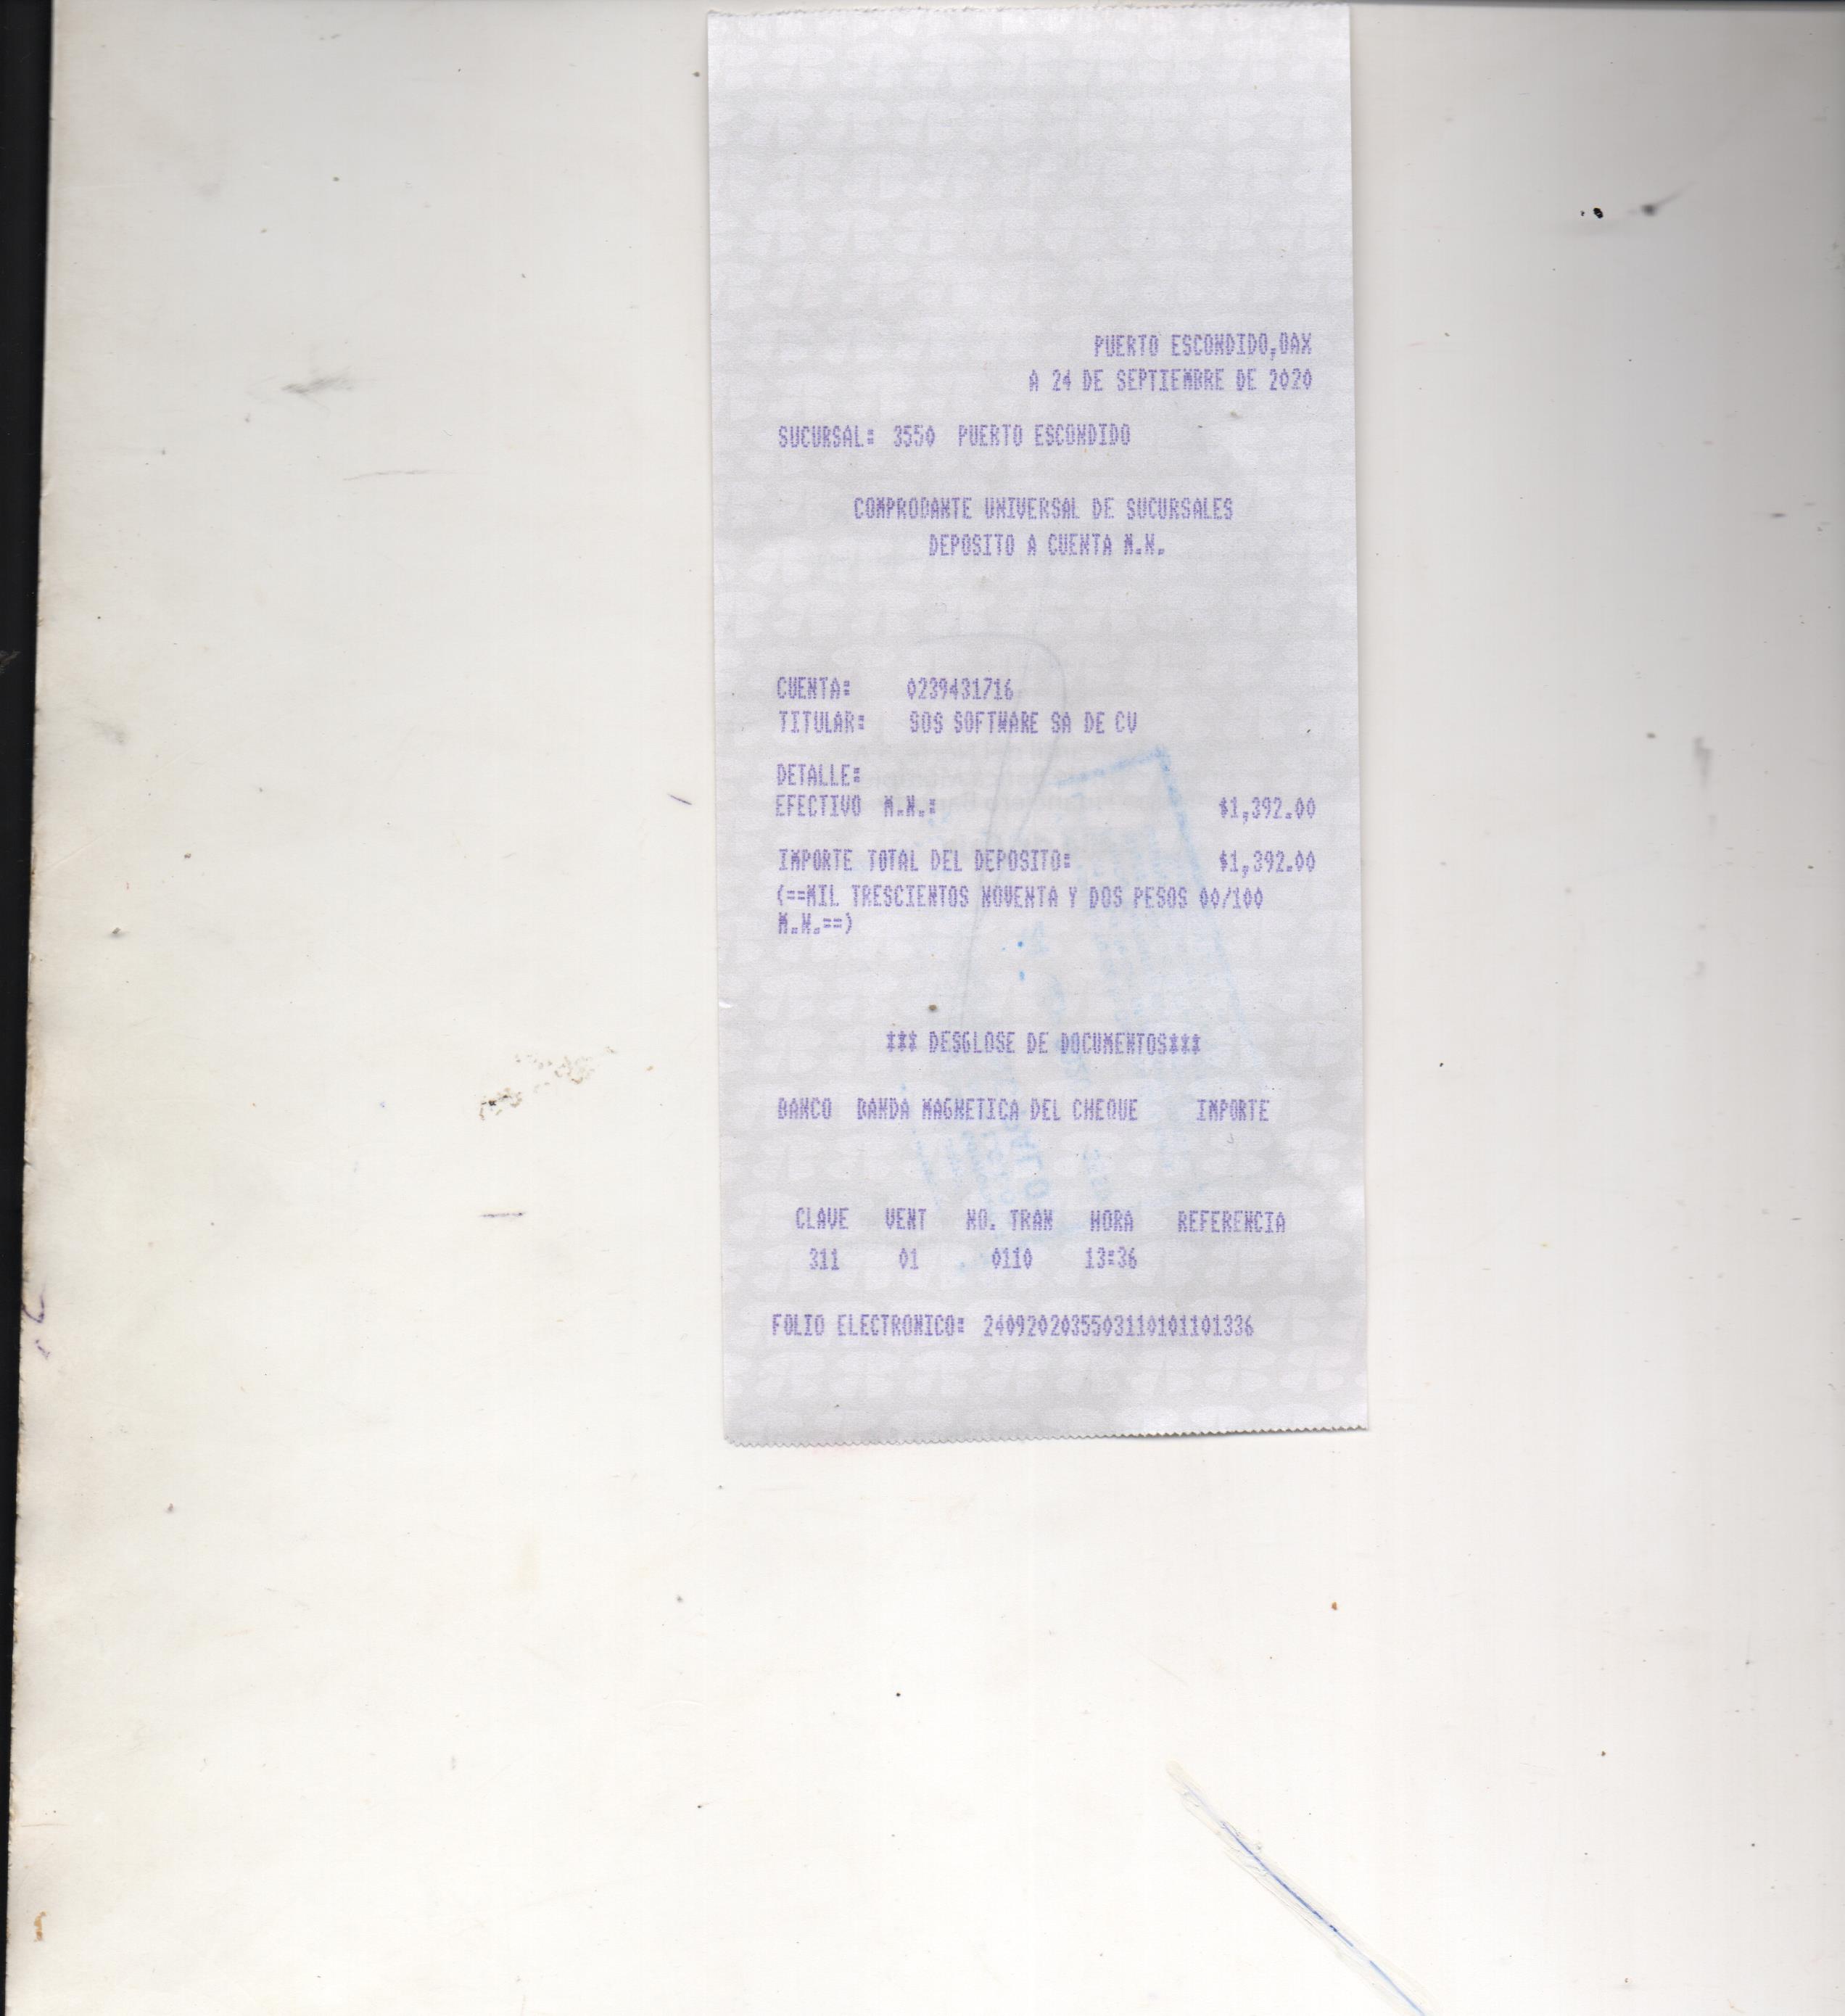 PUERTO ESCONDIDO,OAX
A 24 DE SEPTIEMBRE DE 2020
SUCURSAL: 3550 PUERTO ESCONDIDO
COMPROBANTE UNIVERSAL DE SUCURSALES
DEPOSITO A CUENTA M.N.
CUENTA: 0239431716
TITULAR: SOS SOFTWARE SA DE CV
DETALLE:
EFECTIVO M.N.: $1,392.00
IMPORTE TOTAL DEL DEPOSITO: $1,392.00
(==MIL TRESCIENTOS NOVENTA Y DOS PESOS 00/100
M.N.==)
*** DESGLOSE DE DOCUMENTOS***
BANCO BANDA MAGNETICA DEL CHEQUE IMPORTE
CLAVE VENT NO. TRAN HORA REFERENCIA
311 01 0110 13:36
FOLIO ELECTRONICO: 2409202035503110101101336